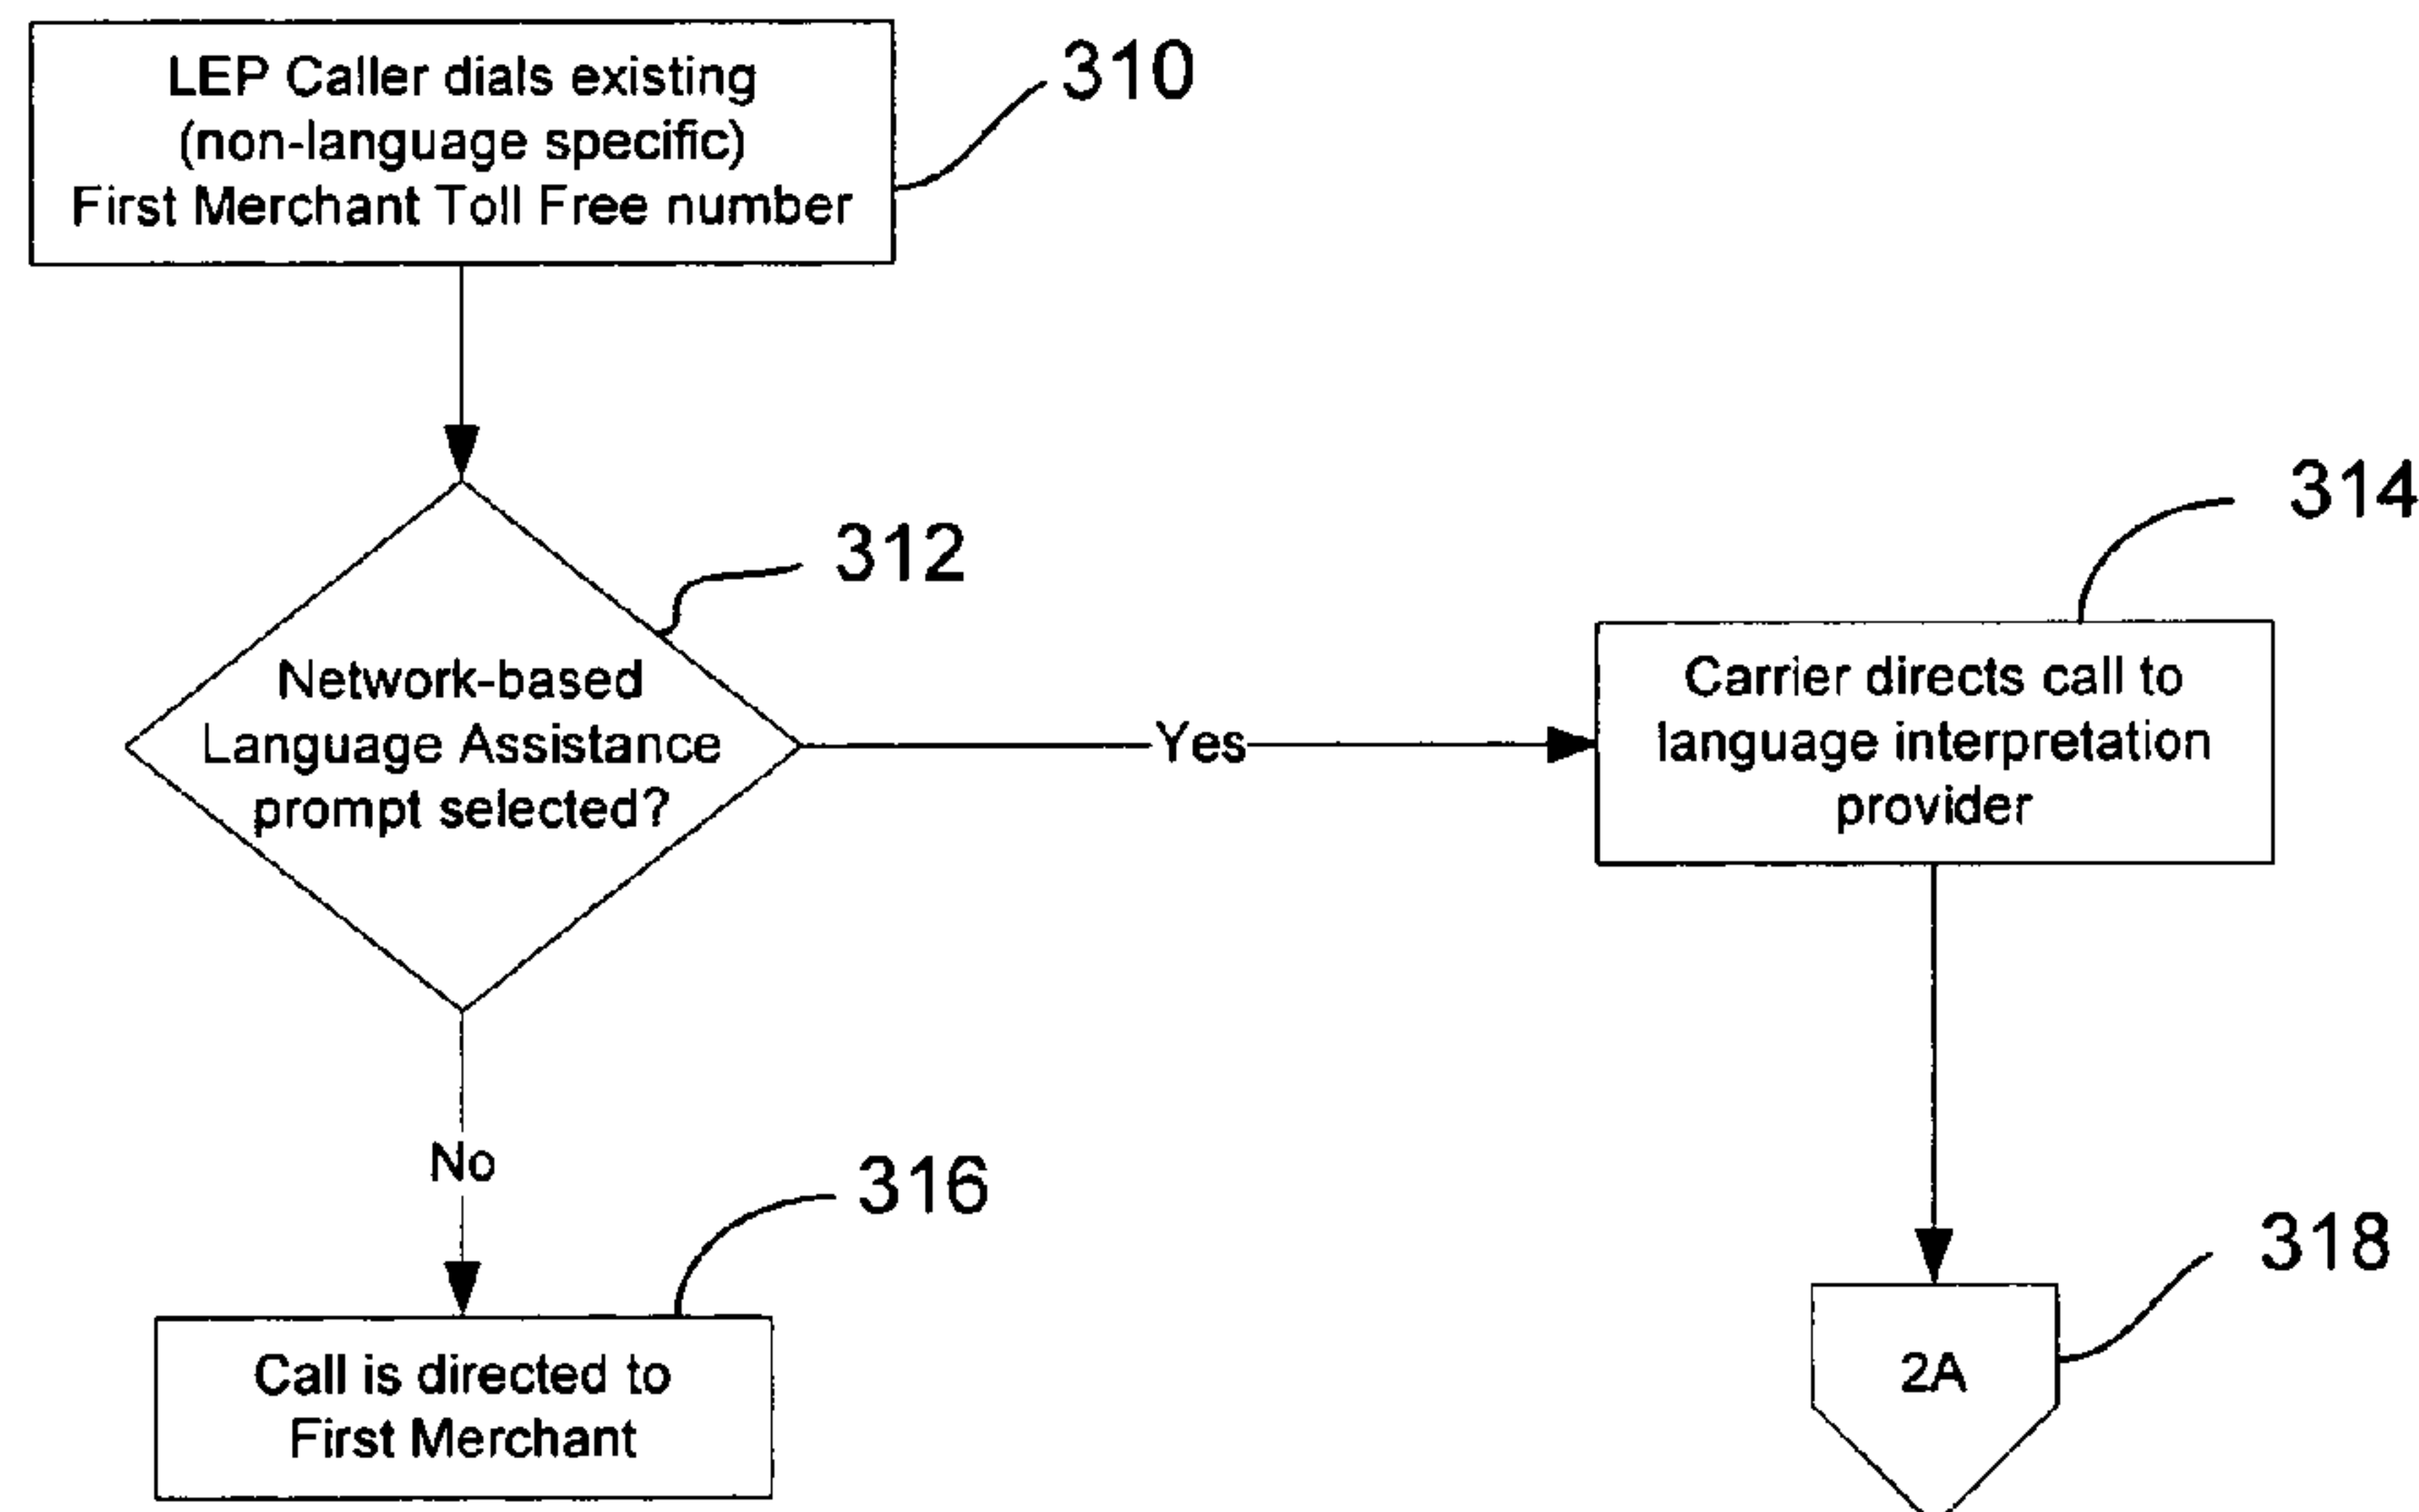 LEP Caller dials existing
(non-language specific)
First Merchant Toll Free number
310
312
Network-based
Language Assistance
prompt selected?
Yes
314
Carrier directs call to
language interpretation
provider
No
316
Call is directed to
First Merchant
318
2A